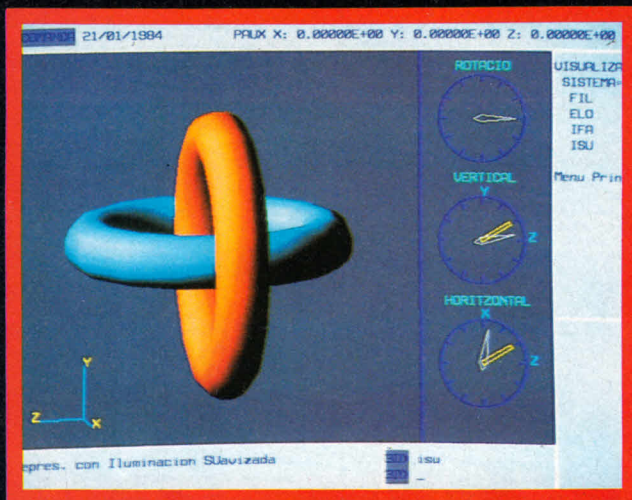 COMANDA 21/01/1984 PAUX X: 0.00000E+00 Y: 0.00000E+00 Z: 0.00000E+00
ROTACIO
VISUALIZA
SISTEMA=
FIL
ELO
IFA
ISU
Menu Prin
VERTICAL
Y
Z
HORITZONTAL
X
Z
Y
Z
X
epres. con Iluminacion SUavizada
isu